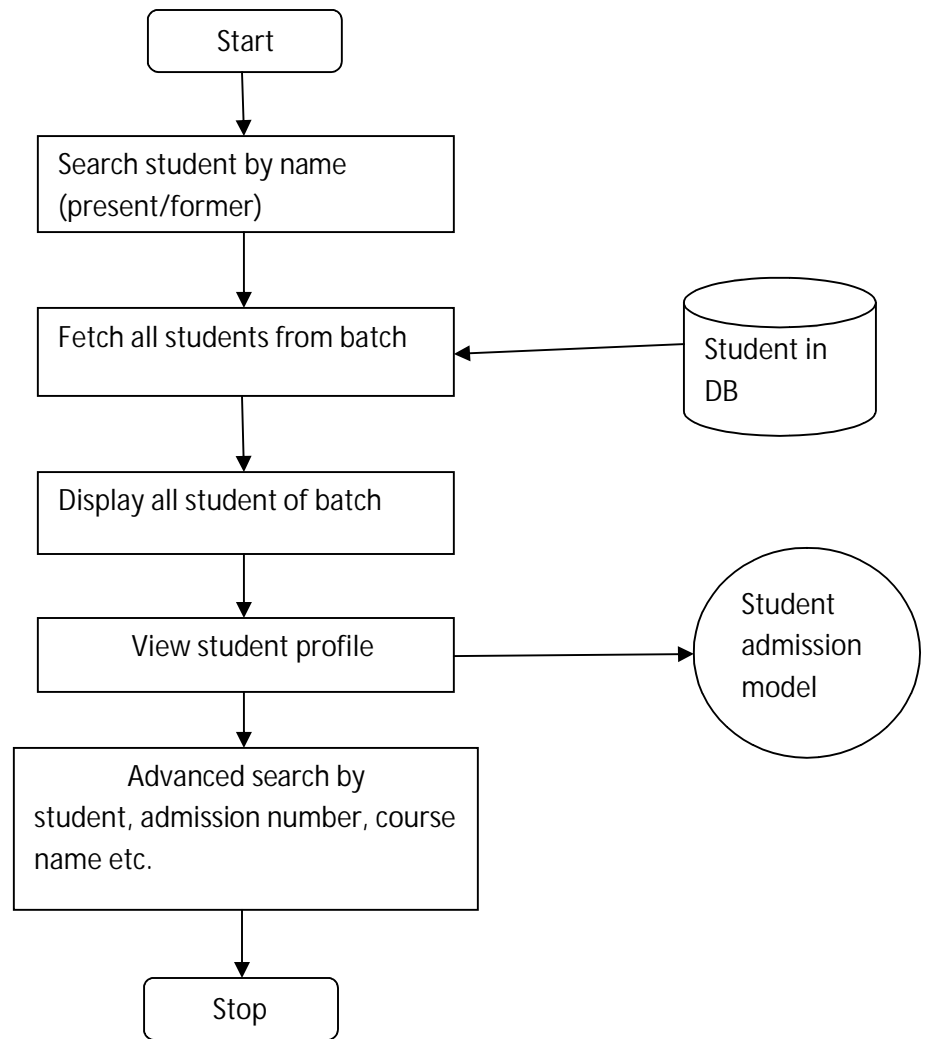 Start
Search student by name
(present/former)
Fetch all students from batch
Student in
DB
Display all student of batch
View student profile
Student
admission
model
Advanced search by
student, admission number, course
name etc.
Stop